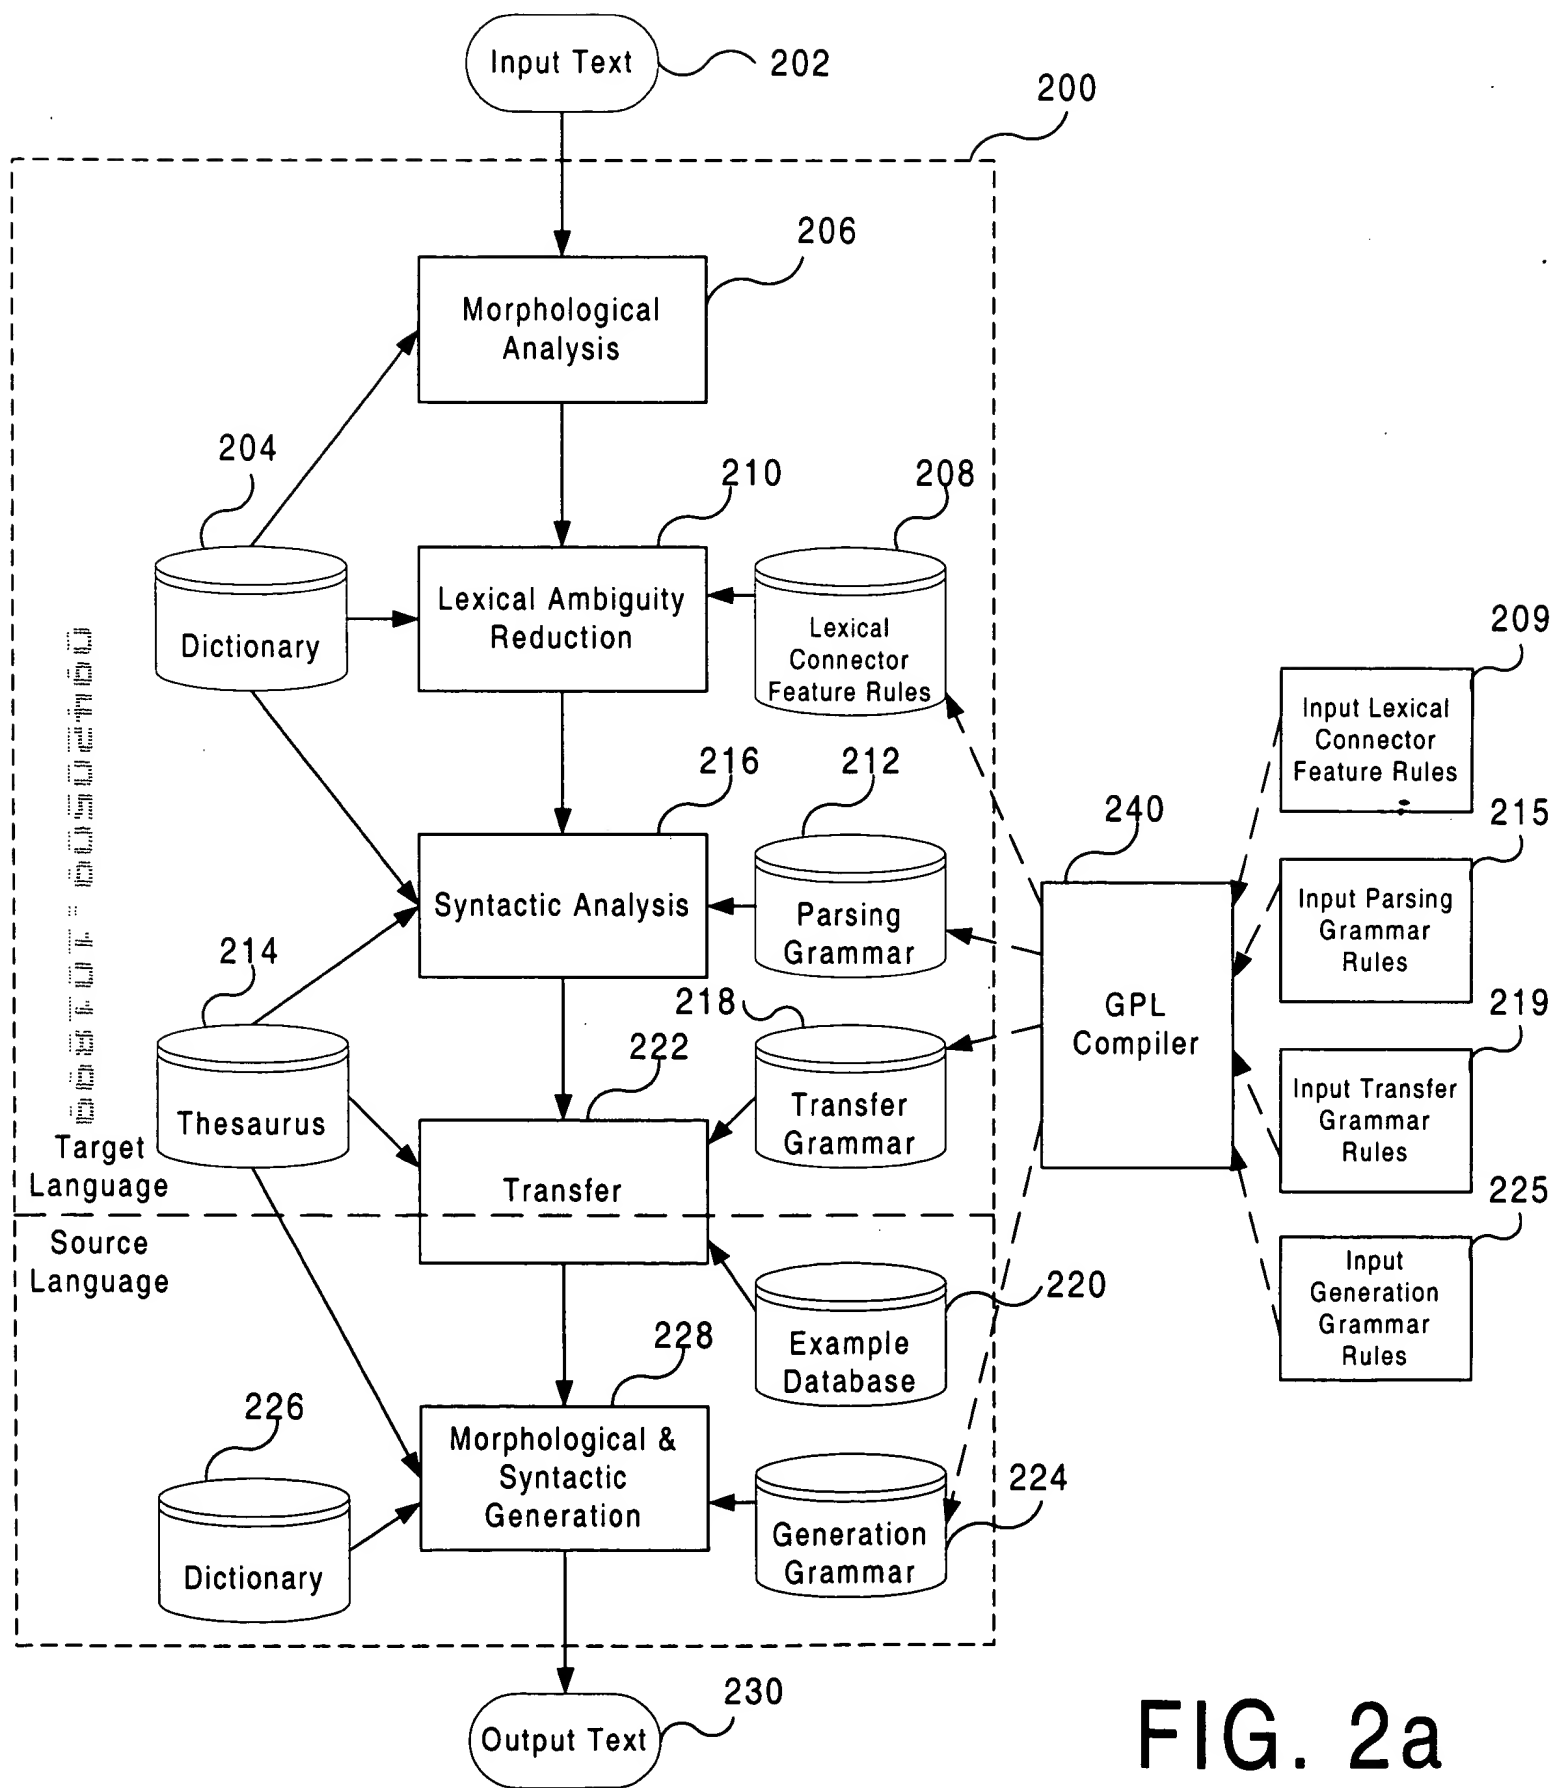 Input Text
202
200
206
Morphological
Analysis
204
210
208
Dictionary
Lexical Ambiguity
Reduction
Lexical
Connector
Feature Rules
209
Input Lexical
Connector
Feature Rules
216
212
240
215
Syntactic Analysis
Parsing
Grammar
Input Parsing
Grammar
Rules
214
218
GPL
Compiler
219
222
Thesaurus
Transfer
Grammar
Input Transfer
Grammar
Rules
Target
Language
Transfer
225
Source
Language
220
Input
Generation
Grammar
Rules
Example
Database
228
226
Morphological &
Syntactic
Generation
224
Dictionary
Generation
Grammar
230
Output Text
FIG. 2a